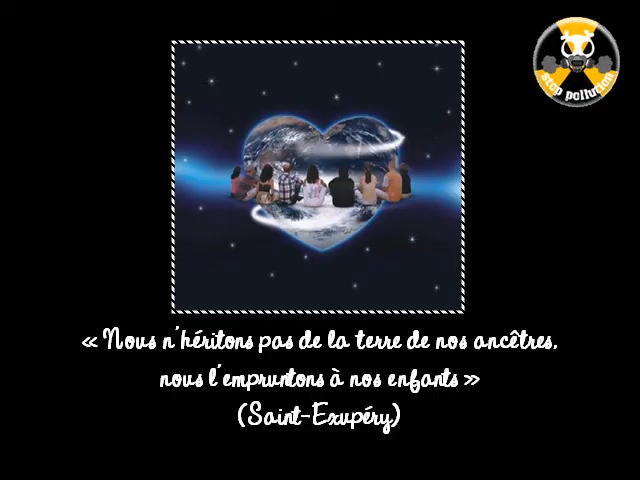 stop pollution
« Nous n'héritons pas de la terre de nos ancêtres,
nous l'empruntons à nos enfants »
(Saint-Exupéry)